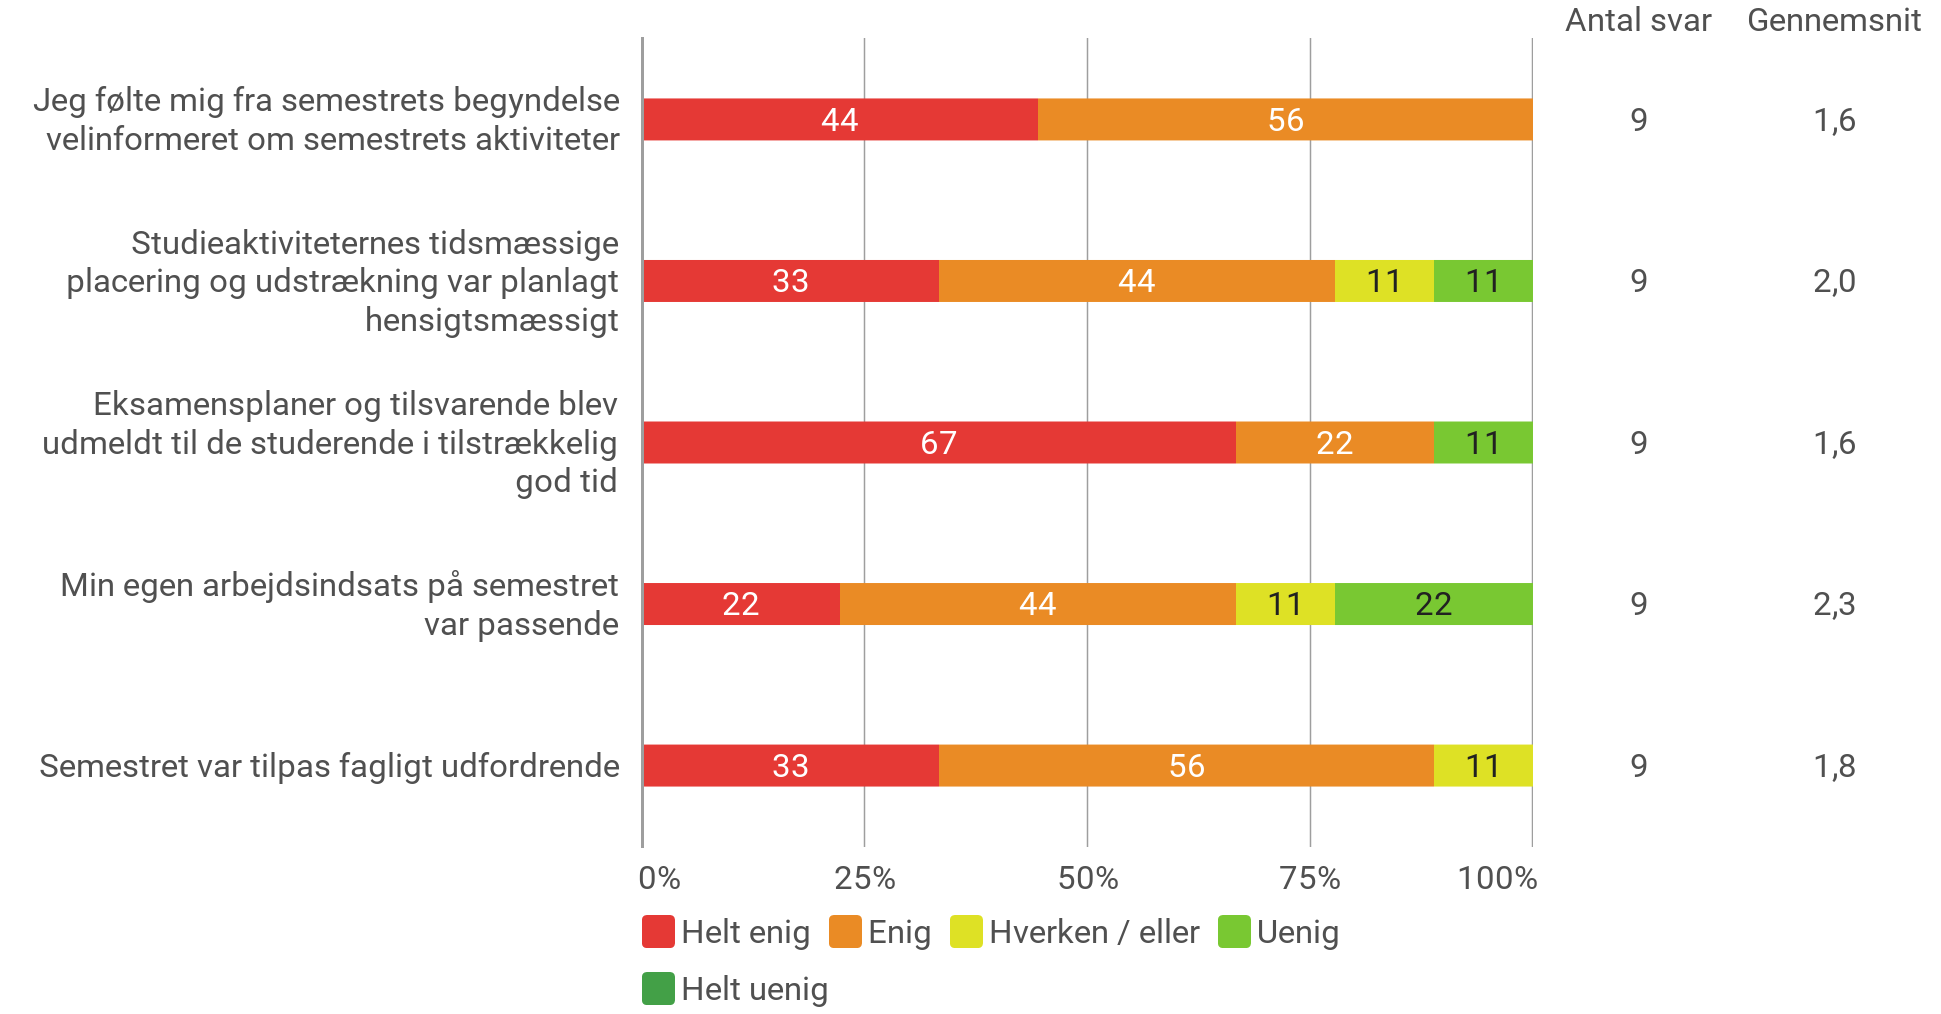 Antal svar Gennemsnit
Jeg følte mig fra semestrets begyndelse
velinformeret om semestrets aktiviteter
44 56 9 1,6
Studieaktiviteternes tidsmæssige
placering og udstrækning var planlagt
hensigtsmæssigt
33 44 11 11 9 2,0
Eksamensplaner og tilsvarende blev
udmeldt til de studerende i tilstrækkelig
god tid
67 22 11 9 1,6
Min egen arbejdsindsats på semestret
var passende
22 44 11 22 9 2,3
Semestret var tilpas fagligt udfordrende
33 56 11 9 1,8
0% 25% 50% 75% 100%
Helt enig Enig Hverken / eller Uenig
Helt uenig